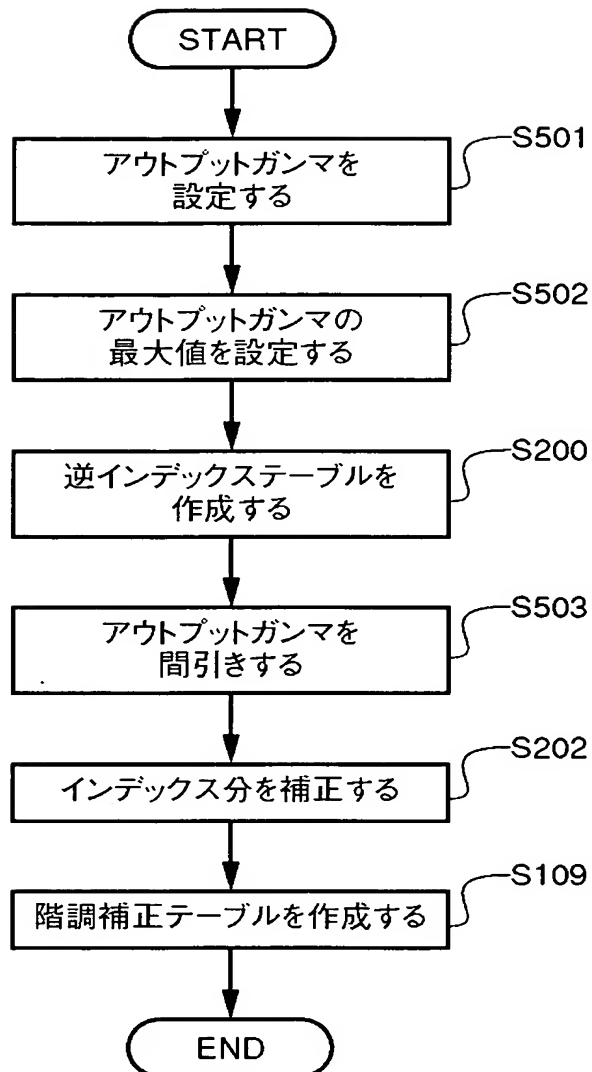 START
アウトプットガンマを
設定する
S501
アウトプットガンマの
最大値を設定する
S502
逆インデックステーブルを
作成する
S200
アウトプットガンマを
間引きする
S503
インデックス分を補正する
S202
階調補正テーブルを作成する
S109
END